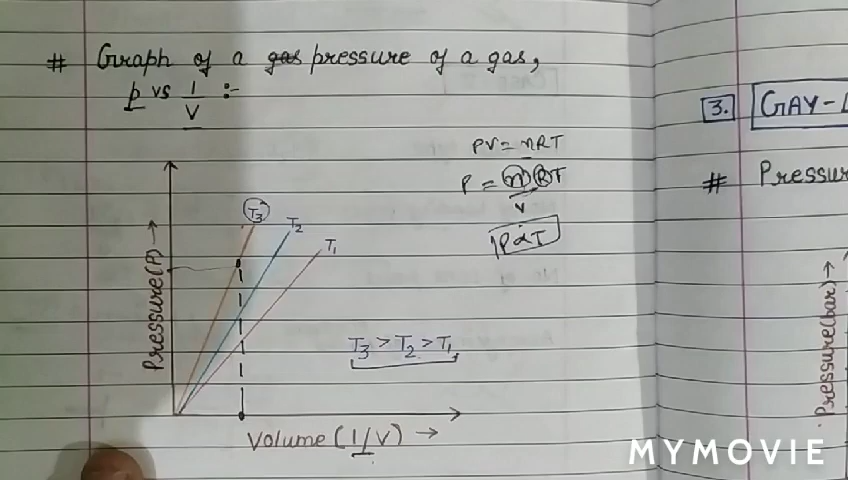 # Graph of a gas pressure of a gas,
p vs 1/V :-
PV = nRT
P = (n)(R)T/V
P∝T
T3
T2
T1
Pressure(P) →
T3 > T2 > T1
Volume (1/V) →
3. GAY-L
# Pressur
Pressure(bar) →
MYMOVIE